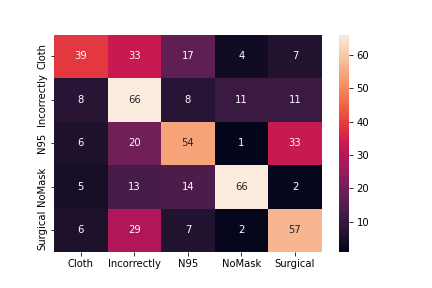 Cloth 39 33 17 4 7
Incorrectly 8 66 8 11 11
N95 6 20 54 1 33
NoMask 5 13 14 66 2
Surgical 6 29 7 2 57
Cloth Incorrectly N95 NoMask Surgical
60
50
40
30
20
10